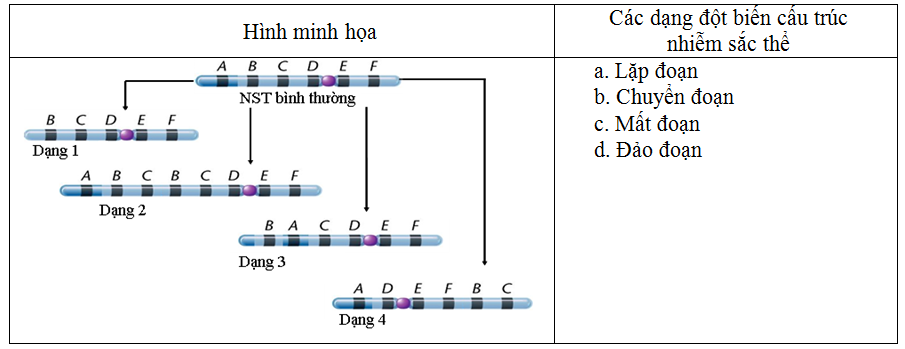 Hình minh họa
Các dạng đột biến cấu trúc
nhiễm sắc thể
A B C D E F
NST bình thường
B C D E F
Dạng 1
A B C B C D E F
Dạng 2
B A C D E F
Dạng 3
A D E F B C
Dạng 4
a. Lặp đoạn
b. Chuyển đoạn
c. Mất đoạn
d. Đảo đoạn